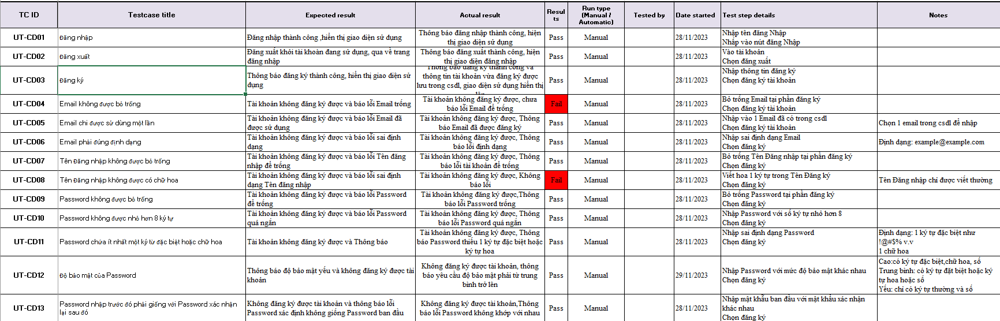 TC ID
Testcase title
Expected result
Actual result
Resul
ts
Run type
(Manual /
Automatic)
Tested by
Date started
Test step details
Notes
UT-CD01
Đăng nhập
Đăng nhập thành công ,hiển thị giao diện sử dụng
Thông báo đăng nhập thành công, hiện
thị giao diện sử dụng
Pass
Manual
28/11/2023
Nhập tên đăng Nhập
Nhấp vào nút đăng Nhập
UT-CD02
Đăng xuất
Đăng xuất khỏi tài khoản đang sử dụng, qua về trang
đăng nhập
Thông báo đăng xuất thành công, hiện
thị giao diện đăng nhập
Pass
Manual
28/11/2023
Vào tài khoản
Chọn đăng xuất
UT-CD03
Đăng ký
Thông báo đăng ký thành công, hiển thị giao diện sử
dụng
Thông báo đăng ký thành công và
thông tin tài khoản vừa đăng ký được
lưu trong csdl, giao diện sử dụng hiển thị
Pass
Manual
28/11/2023
Nhập thông tin đăng ký
Chọn đăng ký tài khoản
UT-CD04
Email không được bỏ trống
Tài khoản không đăng ký được và báo lỗi Email trống
Tài khoản không đăng ký được, chưa
báo lỗi Email để trống
Fail
Manual
28/11/2023
Bỏ trống Email tại phần đăng ký
Chọn đăng ký tài khoản
UT-CD05
Email chỉ được sử dùng một lần
Tài khoản không đăng ký được và báo lỗi Email đã
được sử dụng
Tài khoản không đăng ký được, Thông
báo Email đã được đăng ký
Pass
Manual
28/11/2023
Nhập vào 1 Email đã có trong csdl
Chọn đăng ký tài khoản
Chọn 1 email trong csdl để nhập
UT-CD06
Email phải đúng định dạng
Tài khoản không đăng ký được và báo lỗi sai định
dạng
Tài khoản không đăng ký được, Thông
báo lỗi định dạng
Pass
Manual
28/11/2023
Nhập sai định dạng Email
Chọn đăng ký
Định dạng: example@example.com
UT-CD07
Tên Đăng nhập không được bỏ trống
Tài khoản không đăng ký được và báo lỗi Tên đăng
nhập để trống
Tài khoản không đăng ký được, Thông
báo lỗi tài khoản để trống
Pass
Manual
28/11/2023
Bỏ trống Tên Đăng nhập tại phần đăng ký
Chọn đăng ký
UT-CD08
Tên Đăng nhập không được có chữ hoa
Tài khoản không đăng ký được và báo lỗi sai định
dạng Tên đăng nhập
Tài khoản không đăng ký được, Không
báo lỗi
Fail
Manual
28/11/2023
Viết hoa 1 ký tự trong Tên Đăng ký
Chọn đăng ký
Tên Đăng nhập chỉ được viết thường
UT-CD09
Password không được bỏ trống
Tài khoản không đăng ký được và báo lỗi Password
để trống
Tài khoản không đăng ký được,Thông
báo lỗi Password trống
Pass
Manual
28/11/2023
Bỏ trống Password tại phần đăng ký
Chọn đăng ký
UT-CD10
Password không được nhỏ hơn 8 ký tự
Tài khoản không đăng ký được và báo lỗi Password
quá ngắn
Tài khoản không đăng ký được, Thông
báo lỗi Password quá ngắn
Pass
Manual
28/11/2023
Nhập Password với số ký tự nhỏ hơn 8
Chọn đăng ký
UT-CD11
Password chứa ít nhất một ký từ đặc biệt hoặc chữ hoa
Tài khoản không đăng ký được và Thông báo
Tài khoản không đăng ký được, Thông
báo Password thiếu 1 ký tự đặc biệt hoặc
ký tự hoa
Pass
Manual
28/11/2023
Nhập sai định dạng Password
Chọn đăng ký
Định dạng: 1 ký tự đặc biệt như
!@#$% v.v
1 chữ hoa
UT-CD12
Độ bảo mật của Password
Thông báo độ bảo mật yếu và không đăng ký được tài
khoản
Không đăng ký được tài khoản, thông
báo yêu cầu độ bảo mật phải từ trung
bình trở lên
Pass
Manual
29/11/2023
Nhập Password với mức độ bảo mật khác nhau
Chọn đăng ký
Cao:có ký tự đặc biệt,chữ hoa, số
Trung bình: có ký tự đặt biệt hoặc ký
tự hoa hoặc số
Yếu: chỉ có ký tự thường và số
UT-CD13
Password nhập trước đó phải giống với Password xác nhận
lại sau đó
Không đăng ký được tài khoản và thông báo lỗi
Password xác định không giống Password ban đầu
Không đăng ký được tài khoản,Thông
báo lỗi Password không khớp với nhau
Pass
Manual
28/11/2023
Nhập mật khẩu ban đầu với mật khẩu xác nhận
khác nhau
Chọn đăng ký